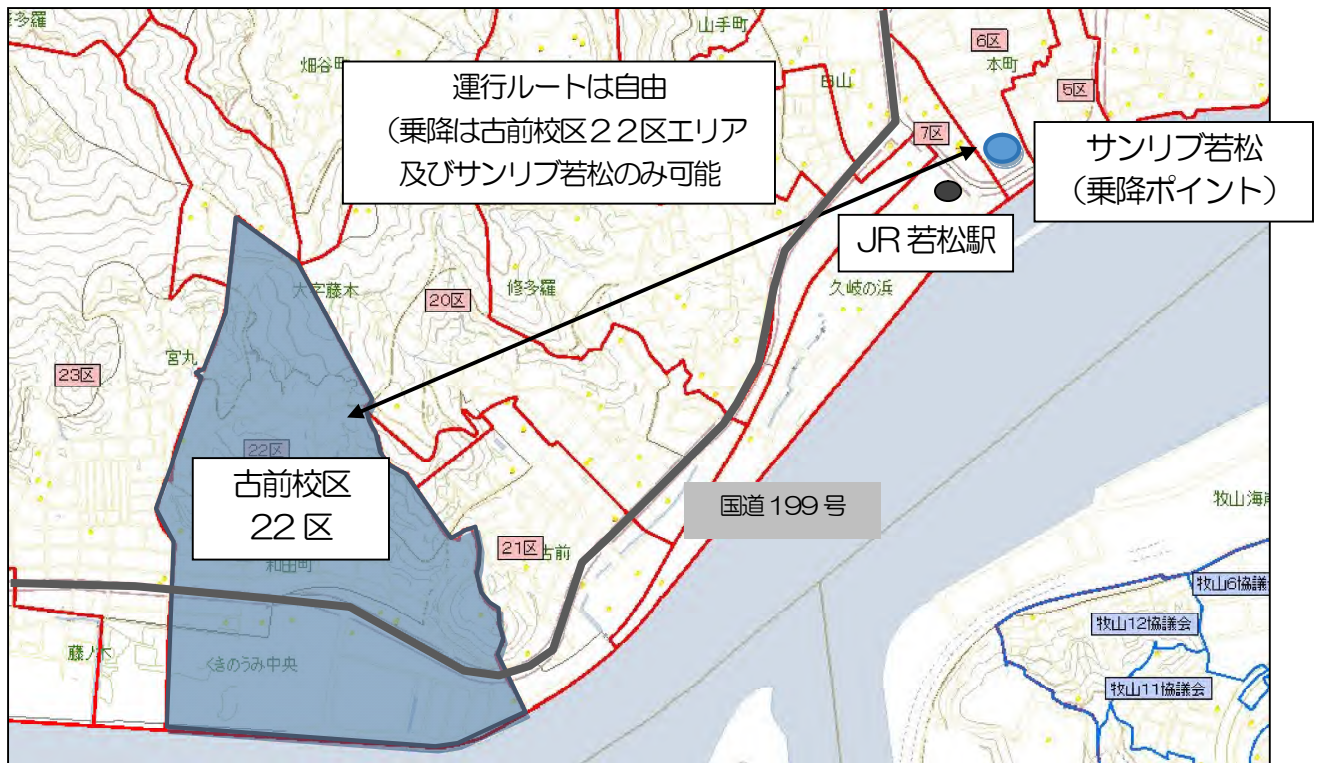 山手町
畑谷町
6区
本町
5区
運行ルートは自由
(乗降は古前校区22区エリア
及びサンリブ若松のみ可能
7区
サンリブ若松
(乗降ポイント)
JR 若松駅
大字藤木
20区
修多羅
久岐の浜
宮丸
23区
22区
古前校区
22 区
国道 199 号
21区
古前
和田町
牧山6協議会
牧山12協議会
藤ノ木
くきのうみ中央
牧山11協議会